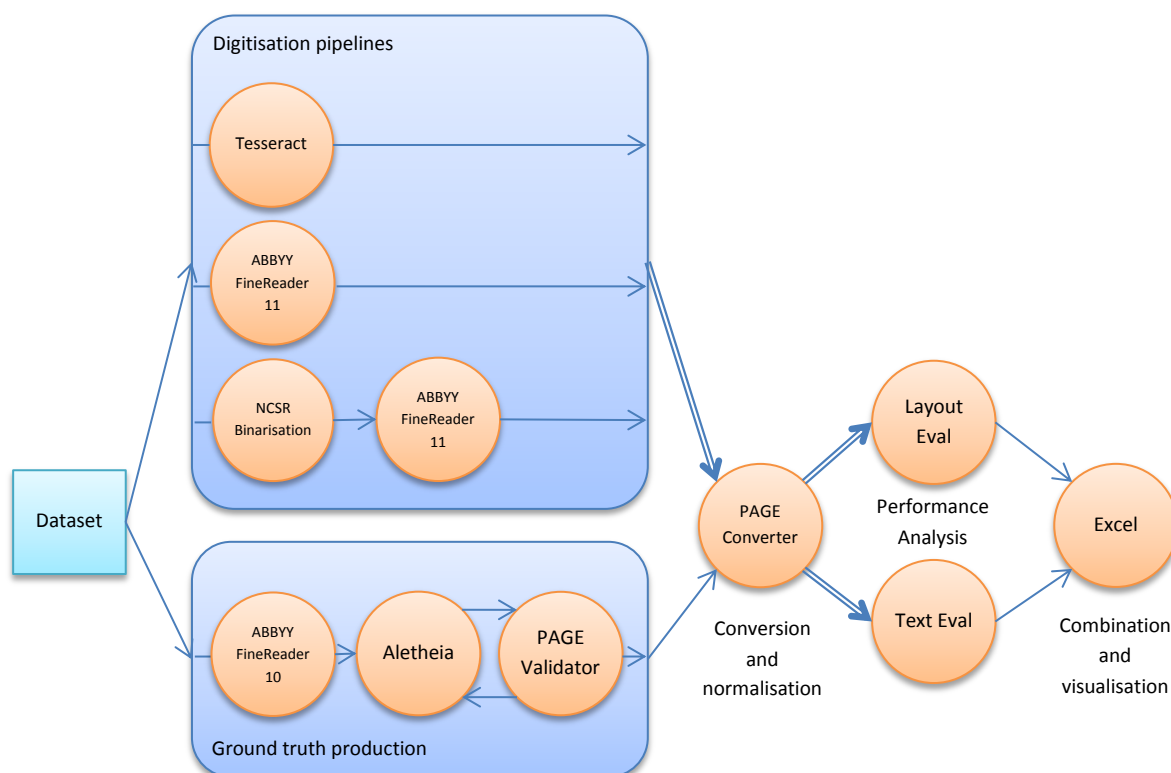 Digitisation pipelines
Tesseract
ABBYY
FineReader
11
NCSR
Binarisation
ABBYY
FineReader
11
Dataset
ABBYY
FineReader
10
Aletheia
PAGE
Validator
Ground truth production
PAGE
Converter
Conversion
and
normalisation
Layout
Eval
Performance
Analysis
Text Eval
Excel
Combination
and
visualisation